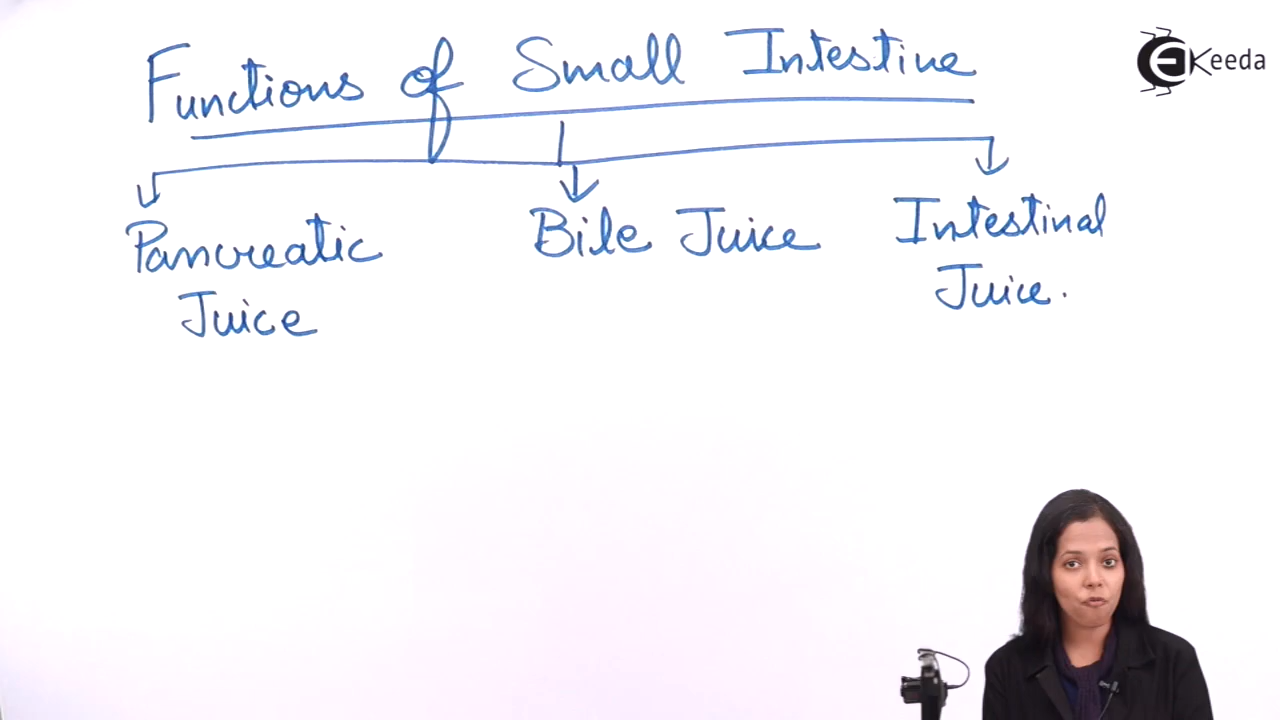 Functions of Small Intestine
Pancreatic Juice
Bile Juice
Intestinal Juice.
EKeeda